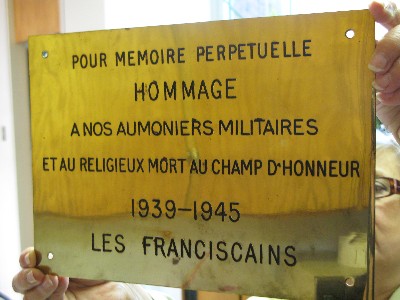 POUR MEMOIRE PERPETUELLE
HOMMAGE
A NOS AUMONIERS MILITAIRES
ET AU RELIGIEUX MORT AU CHAMP D'HONNEUR
1939-1945
LES FRANCISCAINS